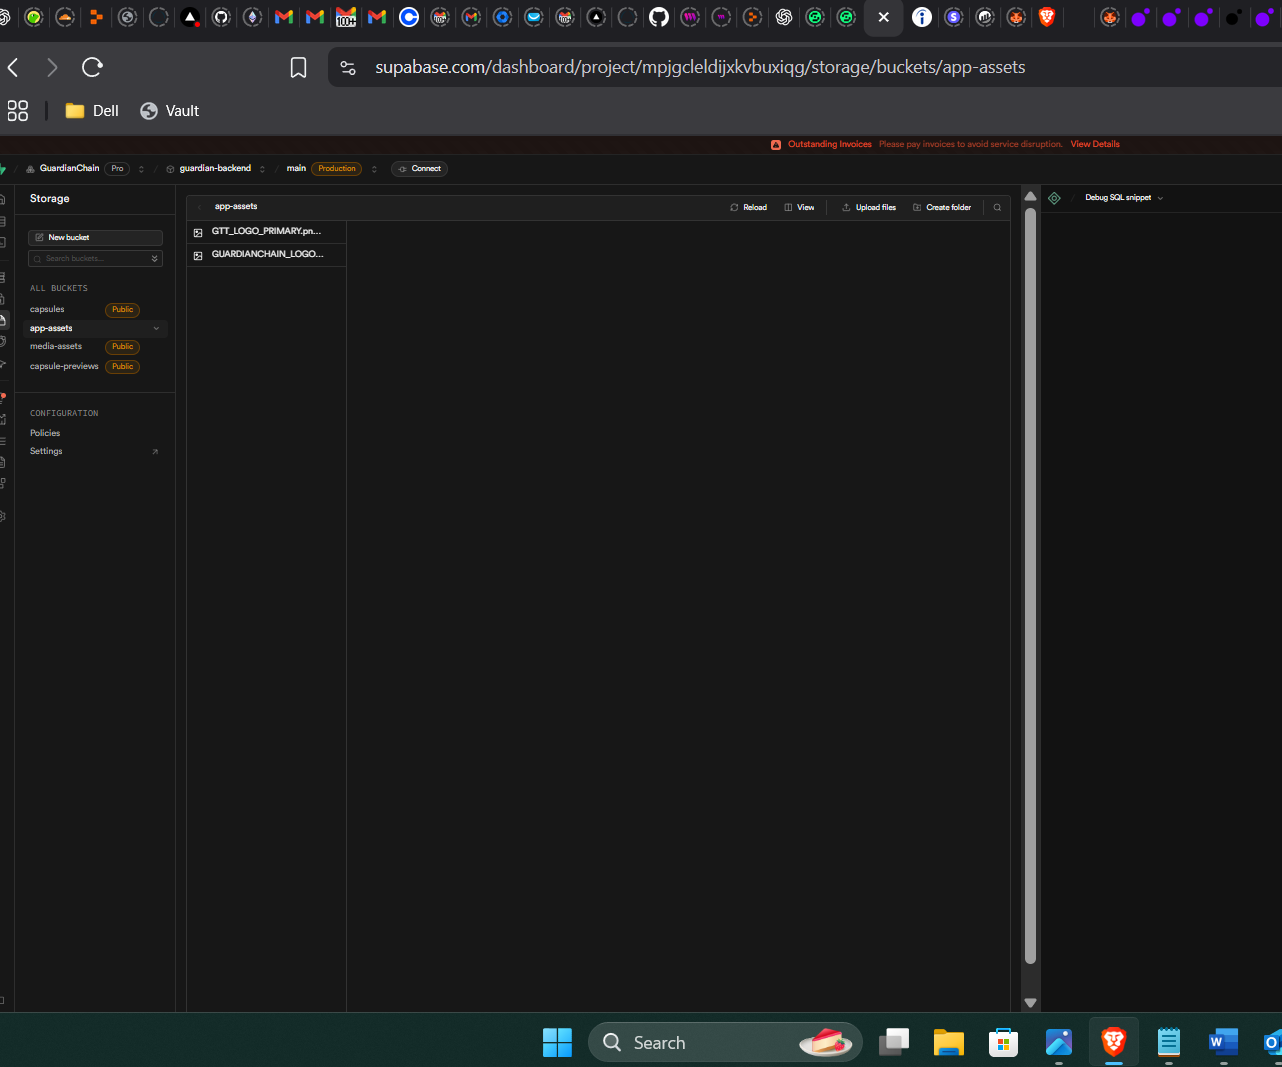 supabase.com/dashboard/project/mpjgcleldijxkvbuxiqg/storage/buckets/app-assets
Dell
Vault
Outstanding Invoices Please pay invoices to avoid service disruption. View Details
GuardianChain Pro / guardian-backend / main Production Connect
Storage
New bucket
Search buckets...
ALL BUCKETS
capsules Public
app-assets
media-assets Public
capsule-previews Public
CONFIGURATION
Policies
Settings
app-assets
Reload View Upload files Create folder
GTT_LOGO_PRIMARY.pn...
GUARDIANCHAIN_LOGO...
/ Debug SQL snippet
100+
Search